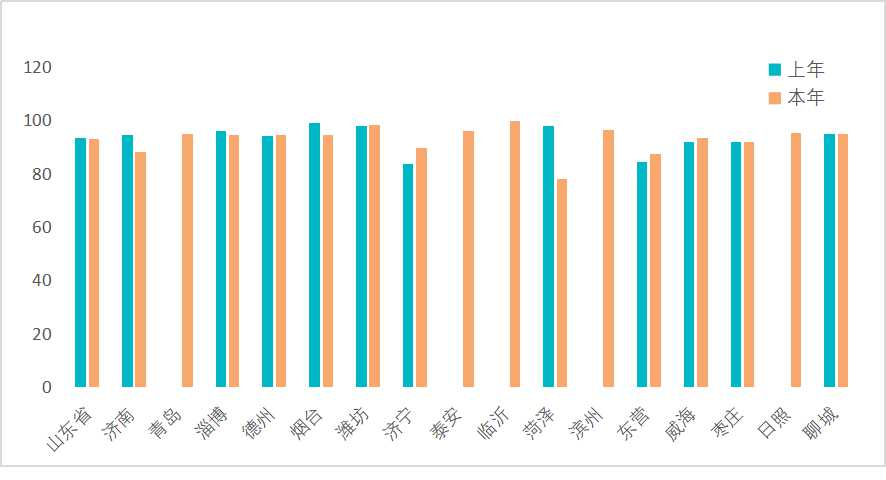 120
上年
本年
100
80
60
40
20
0
山东省
济南
青岛
淄博
德州
烟台
潍坊
济宁
泰安
临沂
菏泽
滨州
东营
威海
枣庄
日照
聊城